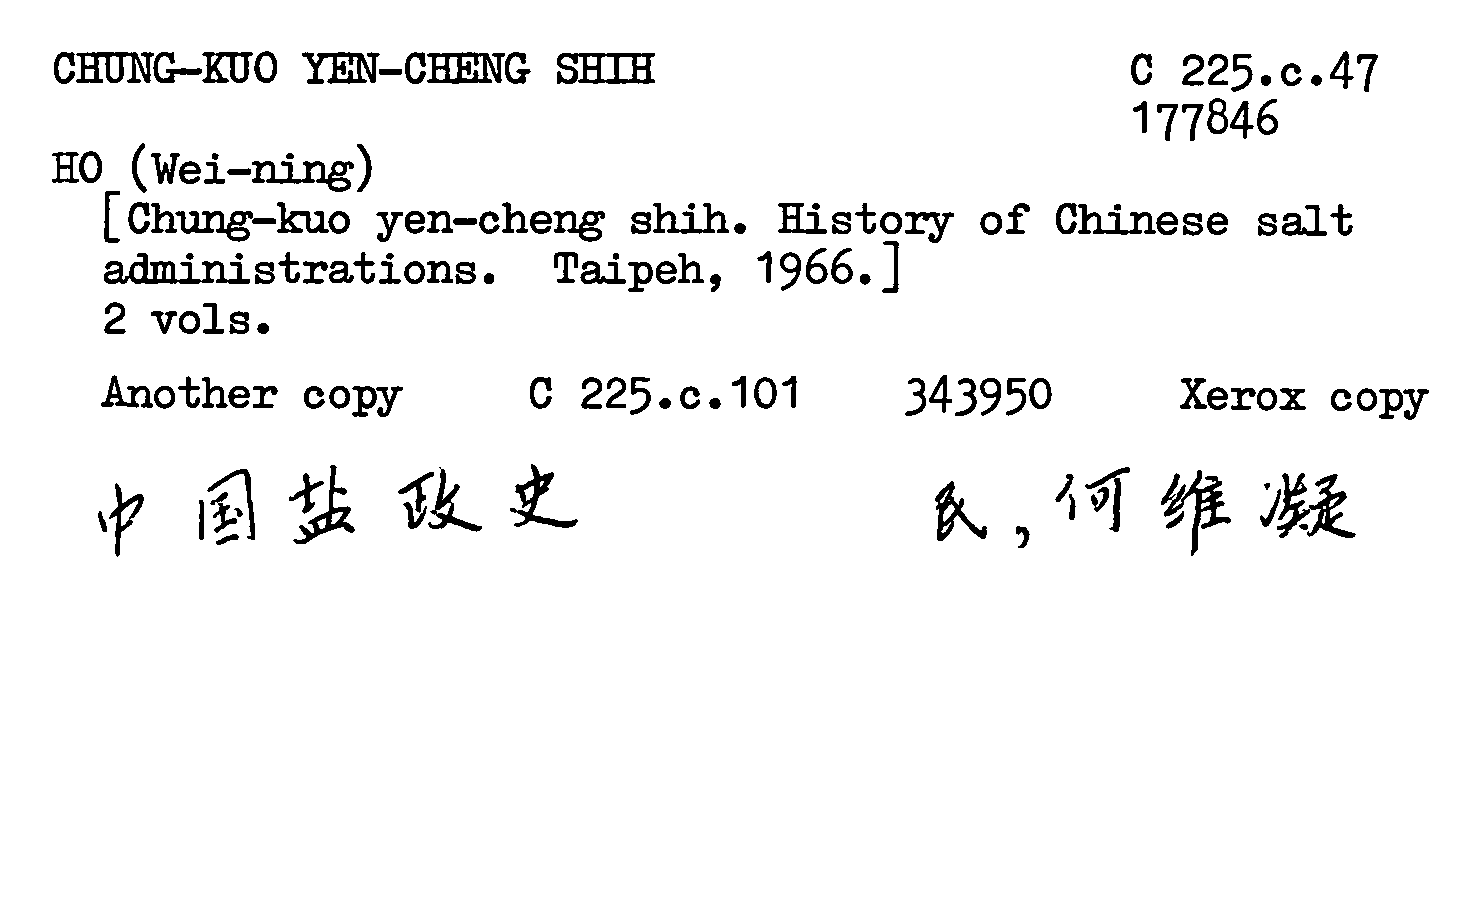 CHUNG-KUO YEN-CHENG SHIH C 225.c.47
177846
HO (Wei-ning)
[Chung-kuo yen-cheng shih. History of Chinese salt
administrations. Taipeh, 1966.]
2 vols.
Another copy C 225.c.101 343950 Xerox copy
中国盐政史 民,何维凝